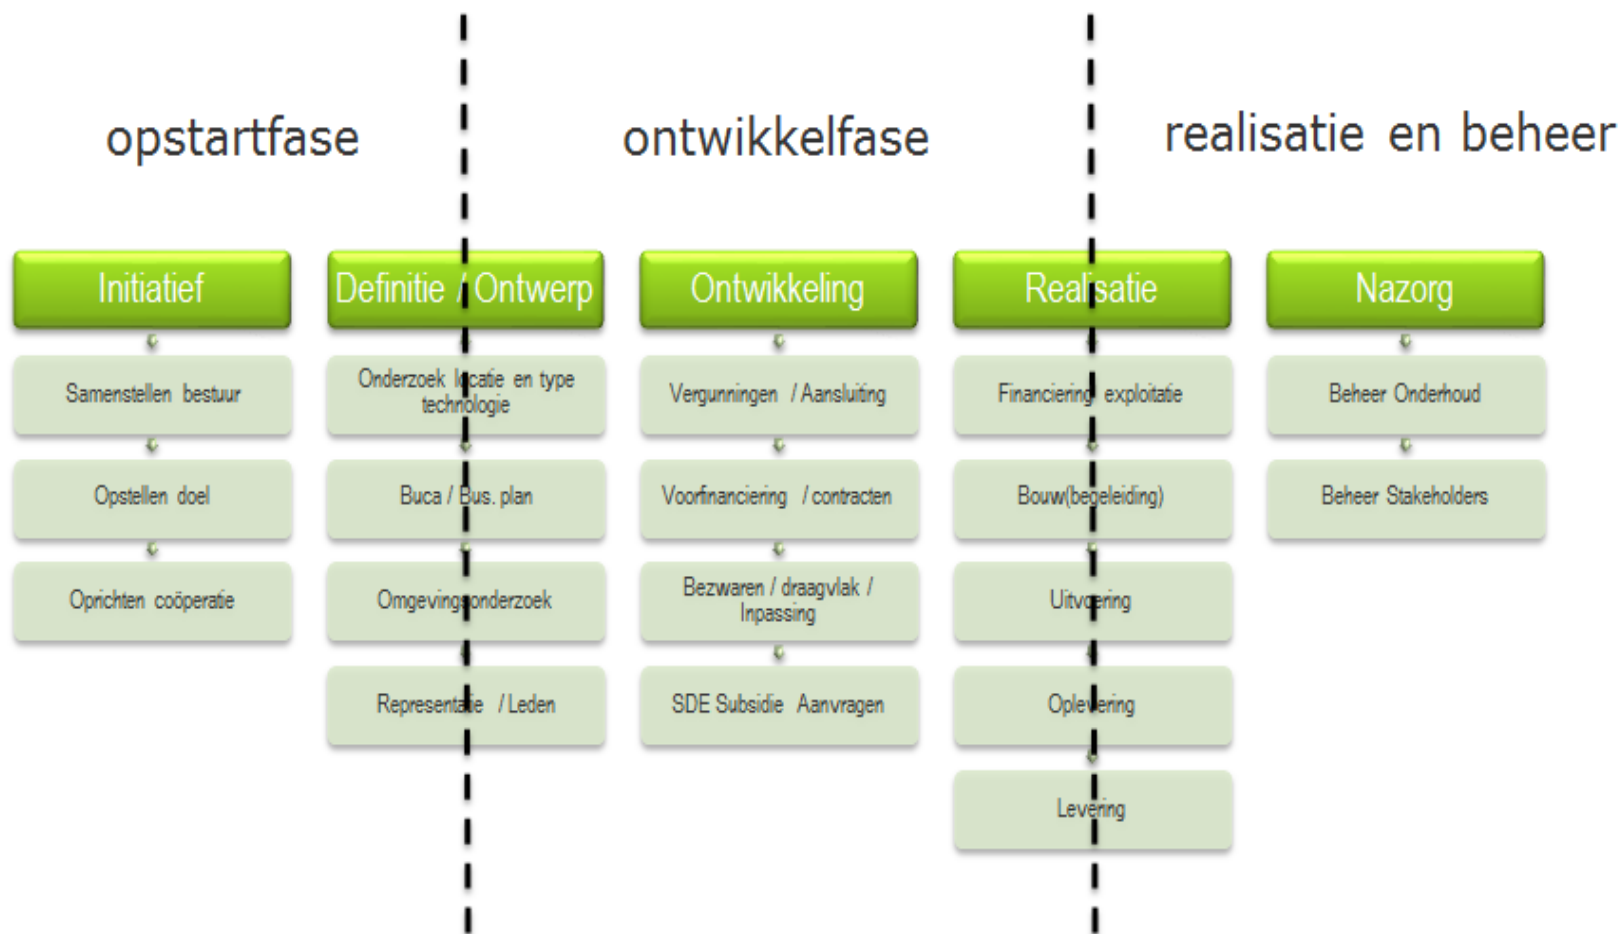 opstartfase
ontwikkelfase
realisatie en beheer
Initiatief
Samenstellen bestuur
Opstellen doel
Oprichten coöperatie
Definitie / Ontwerp
Onderzoek locatie en type
technologie
Buca / Bus. plan
Omgevingsonderzoek
Representatie / Leden
Ontwikkeling
Vergunningen / Aansluiting
Voorfinanciering / contracten
Bezwaren / draagvlak /
Inpassing
SDE Subsidie Aanvragen
Realisatie
Financiering exploitatie
Bouw(begeleiding)
Uitvoering
Oplevering
Levering
Nazorg
Beheer Onderhoud
Beheer Stakeholders